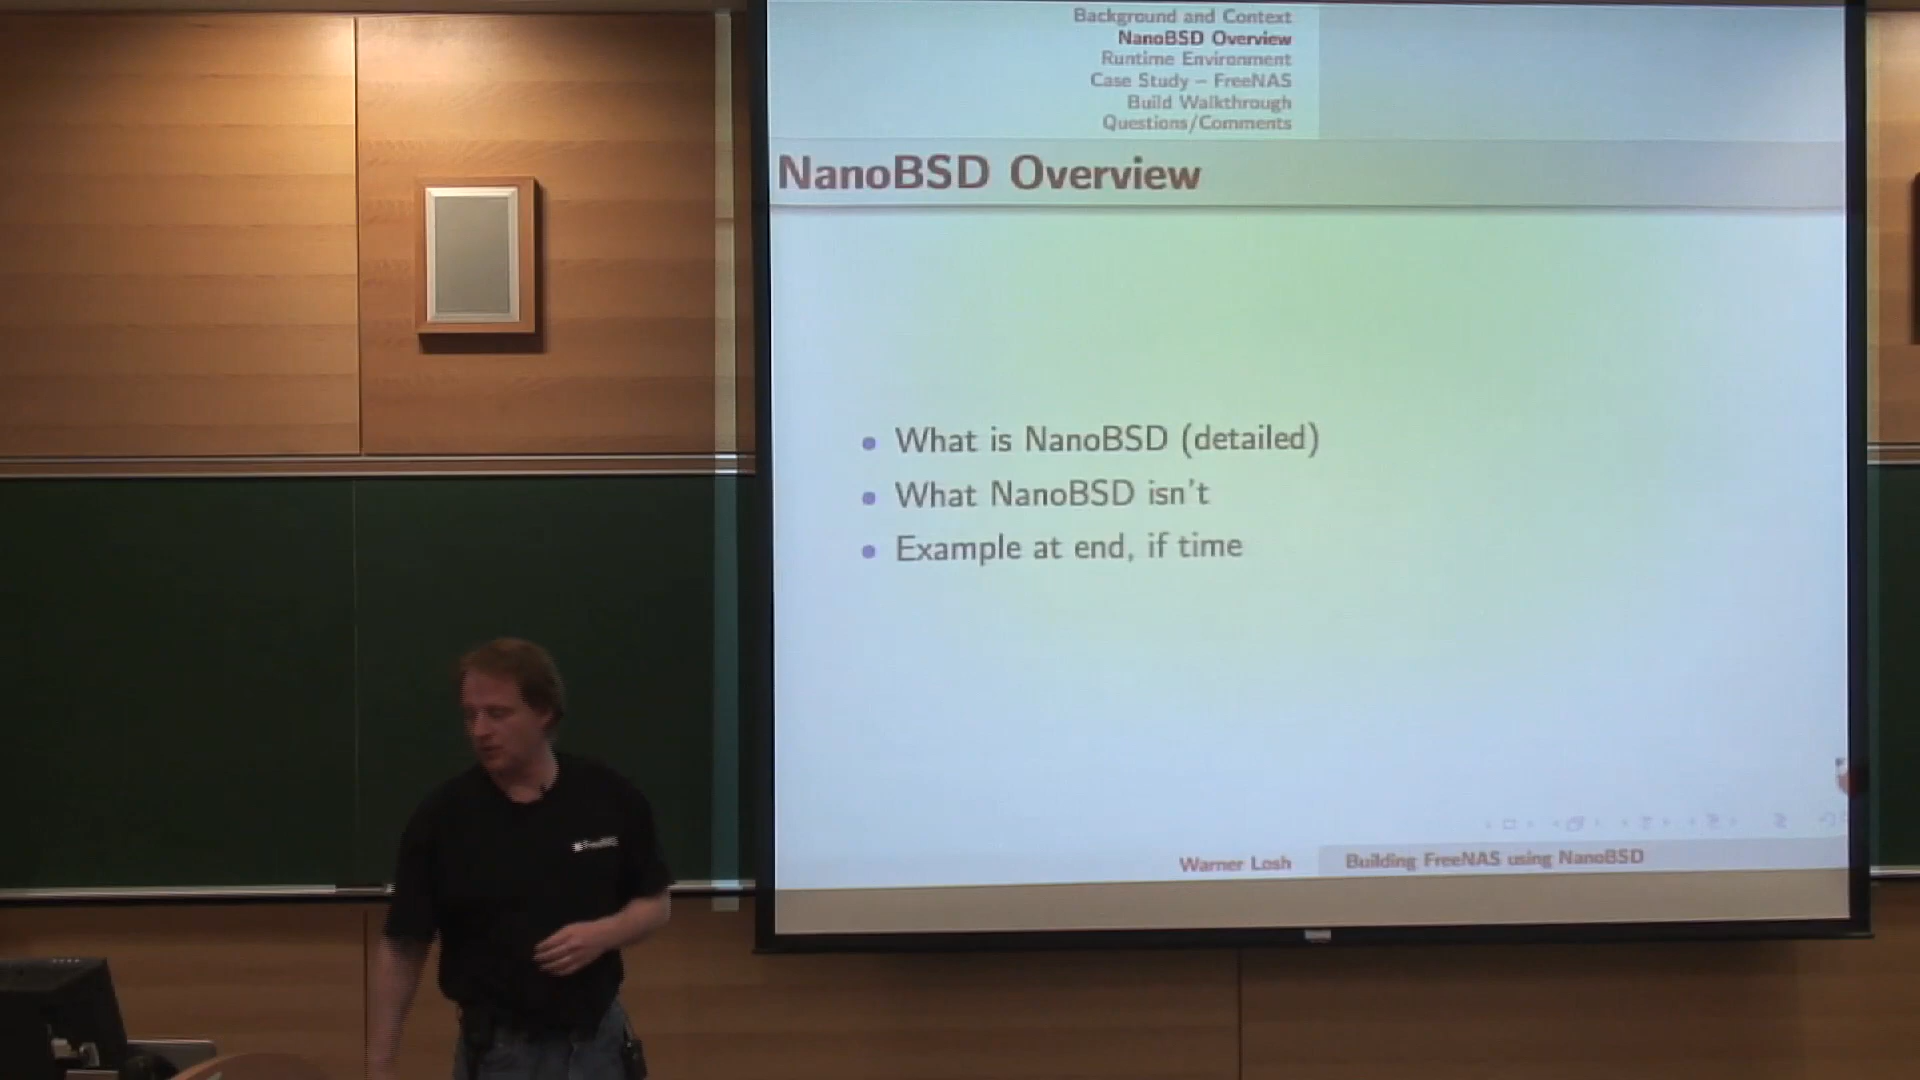 Background and Context
NanoBSD Overview
Runtime Environment
Case Study – FreeNAS
Build Walkthrough
Questions/Comments
NanoBSD Overview
• What is NanoBSD (detailed)
• What NanoBSD isn't
• Example at end, if time
Warner Losh
Building FreeNAS using NanoBSD